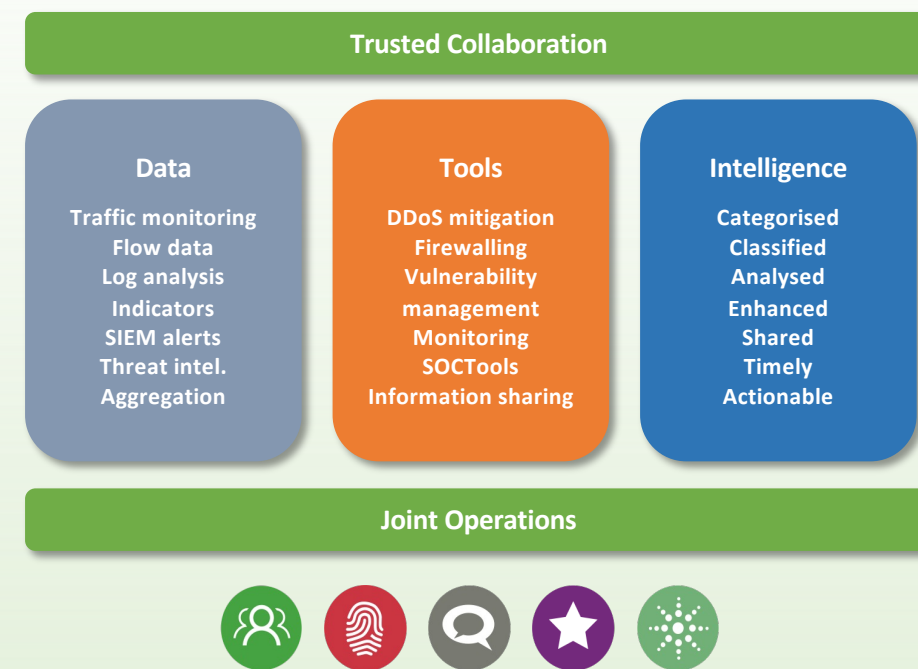 Trusted Collaboration
Data
Traffic monitoring
Flow data
Log analysis
Indicators
SIEM alerts
Threat intel.
Aggregation
Tools
DDoS mitigation
Firewalling
Vulnerability
management
Monitoring
SOCTools
Information sharing
Intelligence
Categorised
Classified
Analysed
Enhanced
Shared
Timely
Actionable
Joint Operations